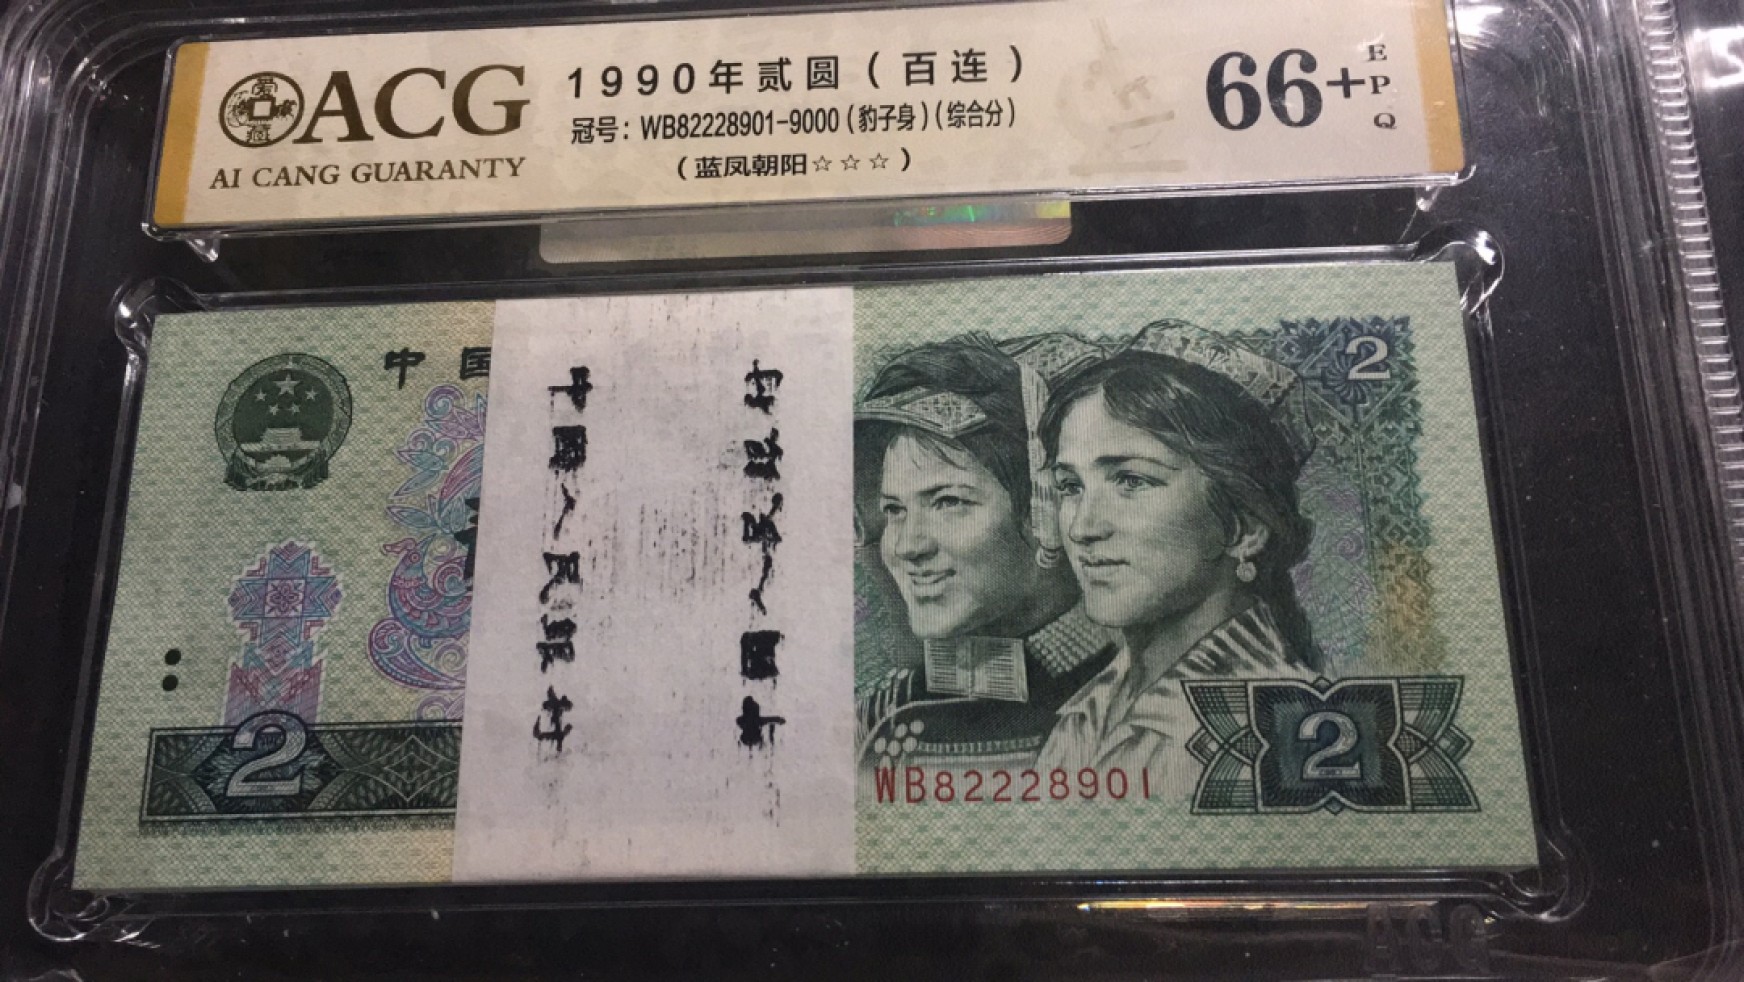 ACG
AI CANG GUARANTY
1990年贰圆（百连）
冠号：WB82228901-9000（豹子身）（综合分）
（蓝凤朝阳☆☆☆）
66+
EPQ
中国
中国人民银行
中国人民银行
2
2
2
WB82228901
ACG